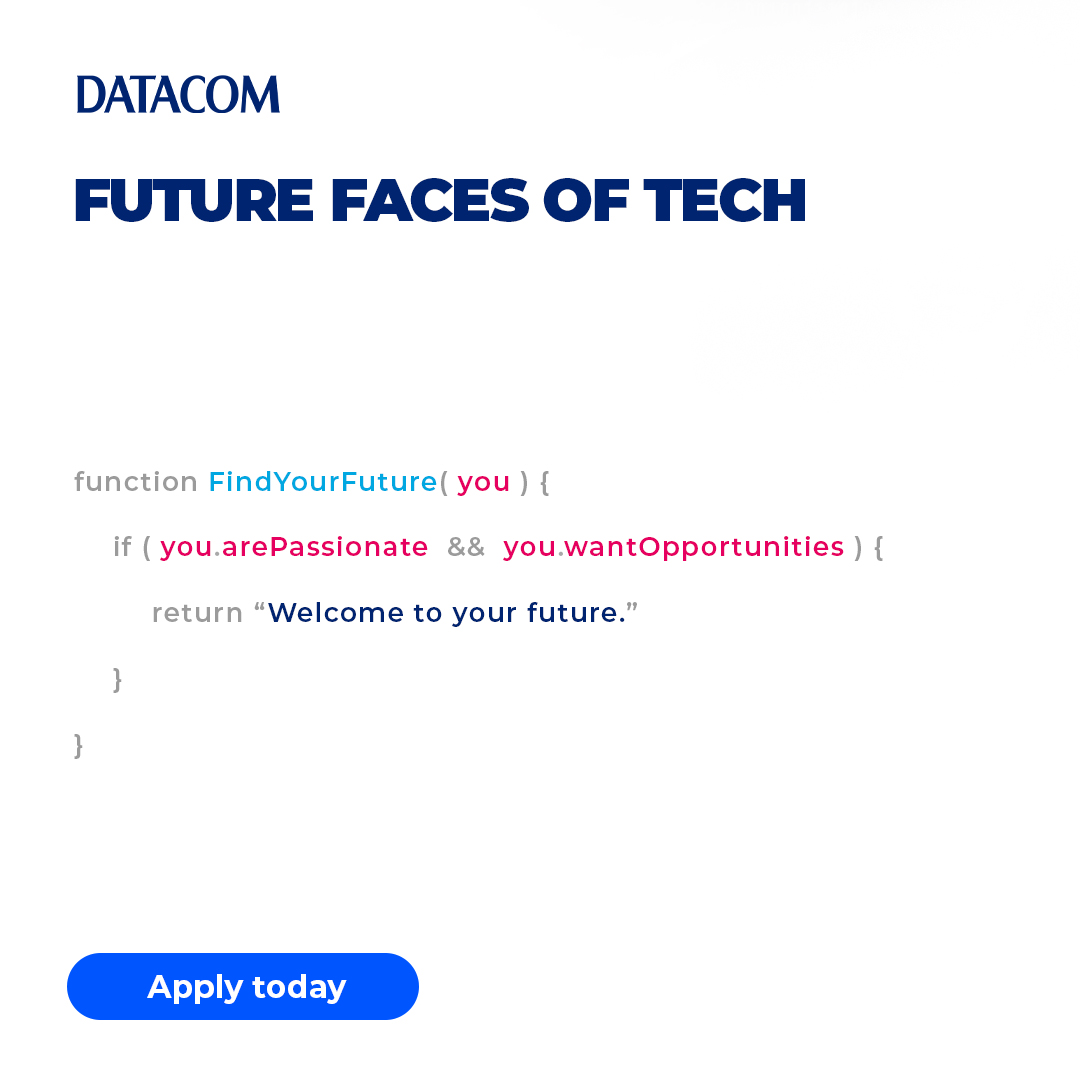 DATACOM
FUTURE FACES OF TECH
function FindYourFuture( you ) {
if ( you.arePassionate && you.wantOpportunities ) {
return “Welcome to your future.”
}
}
Apply today